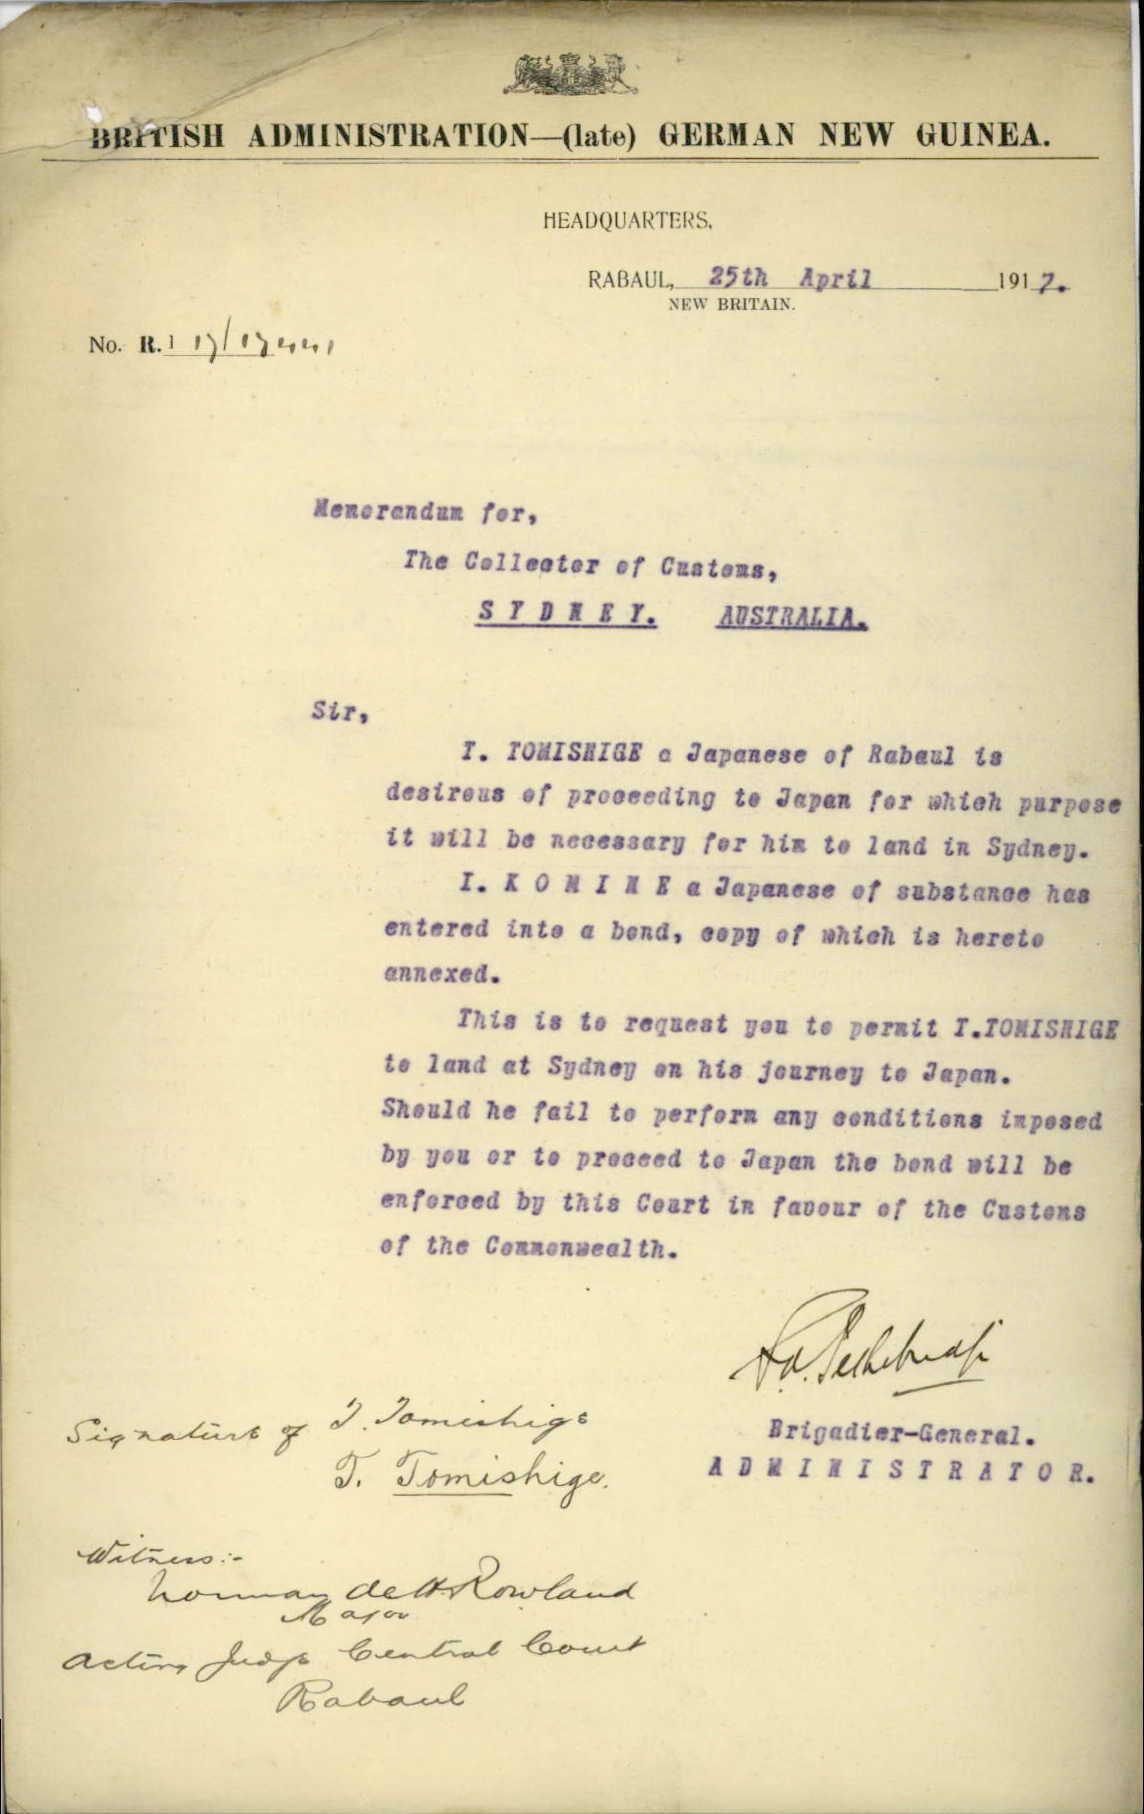 BRITISH ADMINISTRATION—(late) GERMAN NEW GUINEA.
HEADQUARTERS,
RABAUL, 25th April 1917.
NEW BRITAIN.
No. R.1 17/17
Memorandum for,
The Collector of Customs,
S Y D N E Y. AUSTRALIA.
Sir,
T. TOMISHIGE a Japanese of Rabaul is
desirous of proceeding to Japan for which purpose
it will be necessary for him to land in Sydney.
I. K O M I N E a Japanese of substance has
entered into a bond, copy of which is hereto
annexed.
This is to request you to permit T.TOMISHIGE
to land at Sydney on his journey to Japan.
Should he fail to perform any conditions imposed
by you or to proceed to Japan the bond will be
enforced by this Court in favour of the Customs
of the Commonwealth.
Brigadier-General.
A D M I N I S T R A T O R.
Signature of T. Tomishige
T. Tomishige.
Witness:-
Norman de H. Rowland
Major
Acting Judge Central Court
Rabaul